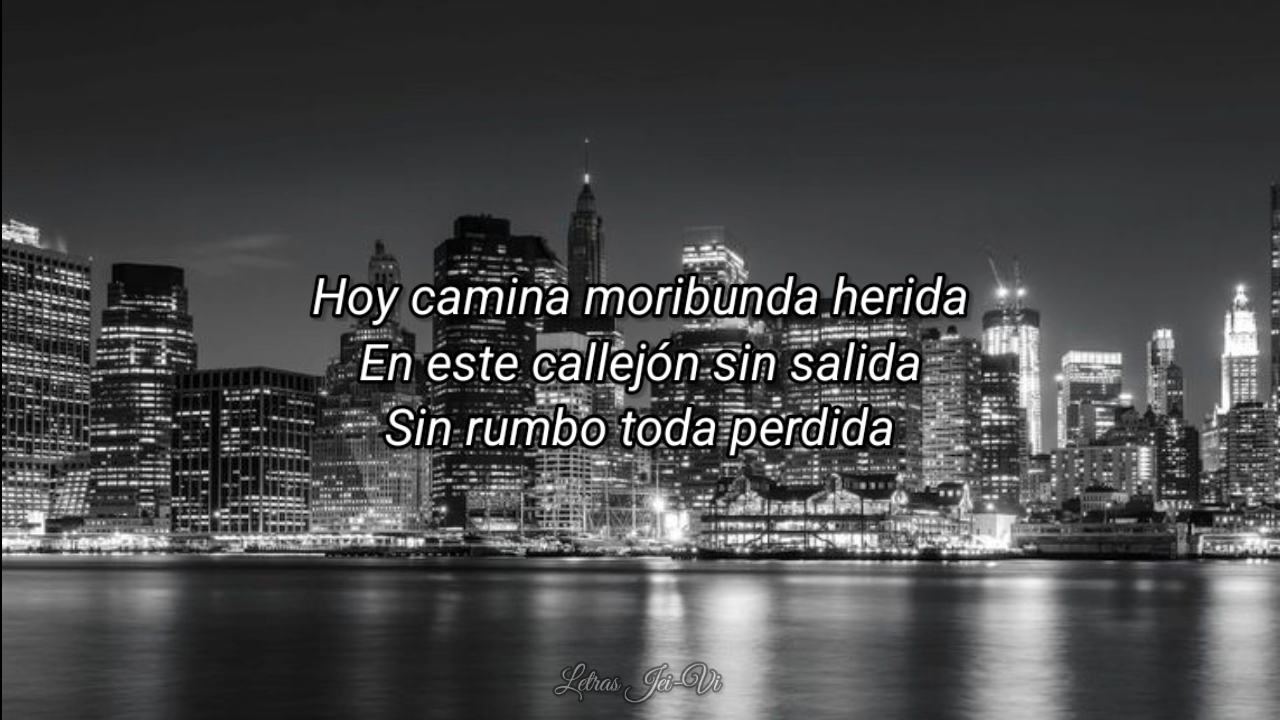 Hoy camina moribunda herida
En este callejón sin salida
Sin rumbo toda perdida
Letras Jei-Vi